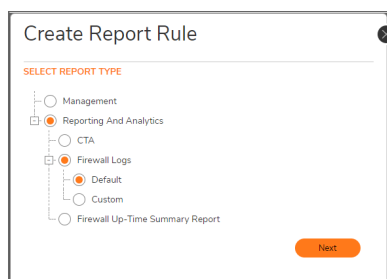 Create Report Rule
SELECT REPORT TYPE
Management
Reporting And Analytics
CTA
Firewall Logs
Default
Custom
Firewall Up-Time Summary Report
Next